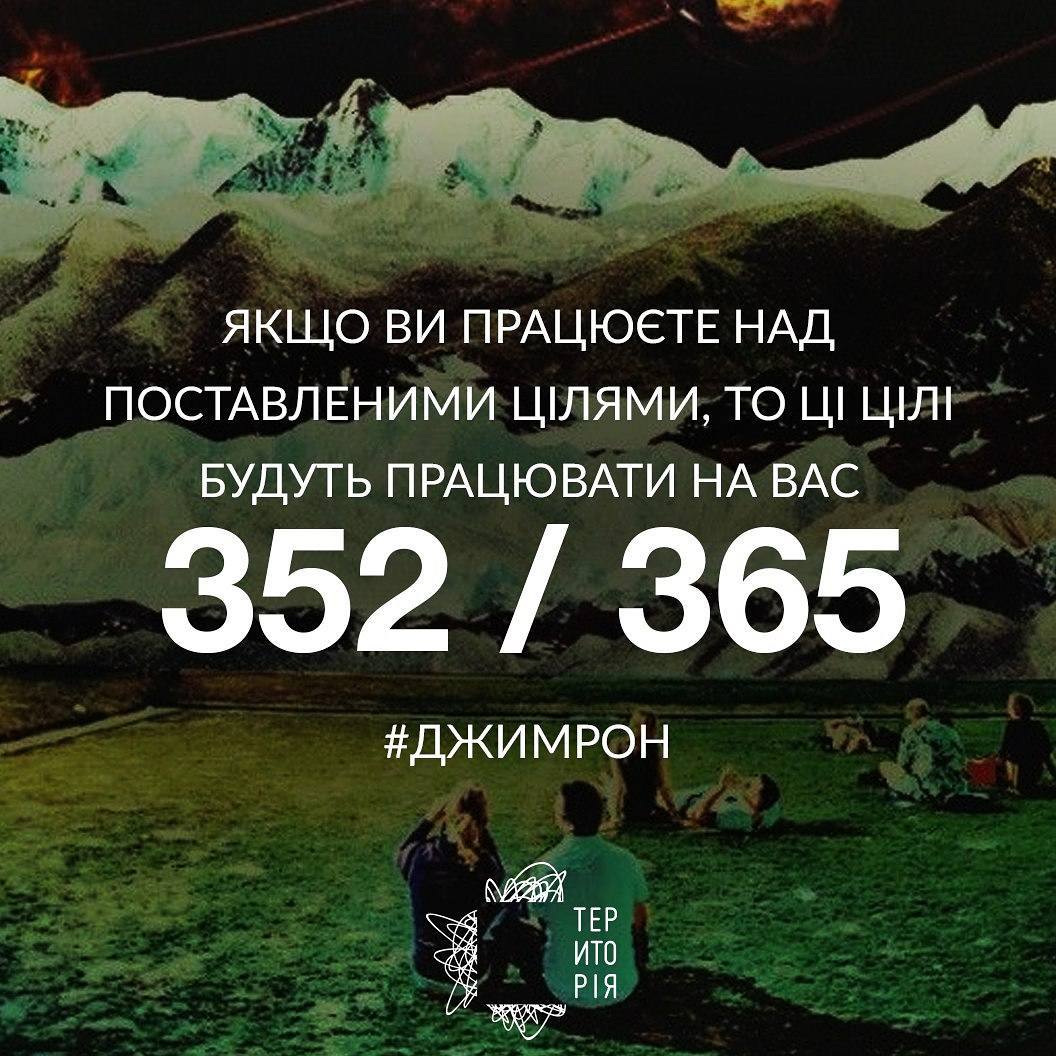 ЯКЩО ВИ ПРАЦЮЄТЕ НАД
ПОСТАВЛЕНИМИ ЦІЛЯМИ, ТО ЦІ ЦІЛІ
БУДУТЬ ПРАЦЮВАТИ НА ВАС
352 / 365
#ДЖИМРОН
ТЕР
ИТО
РІЯ